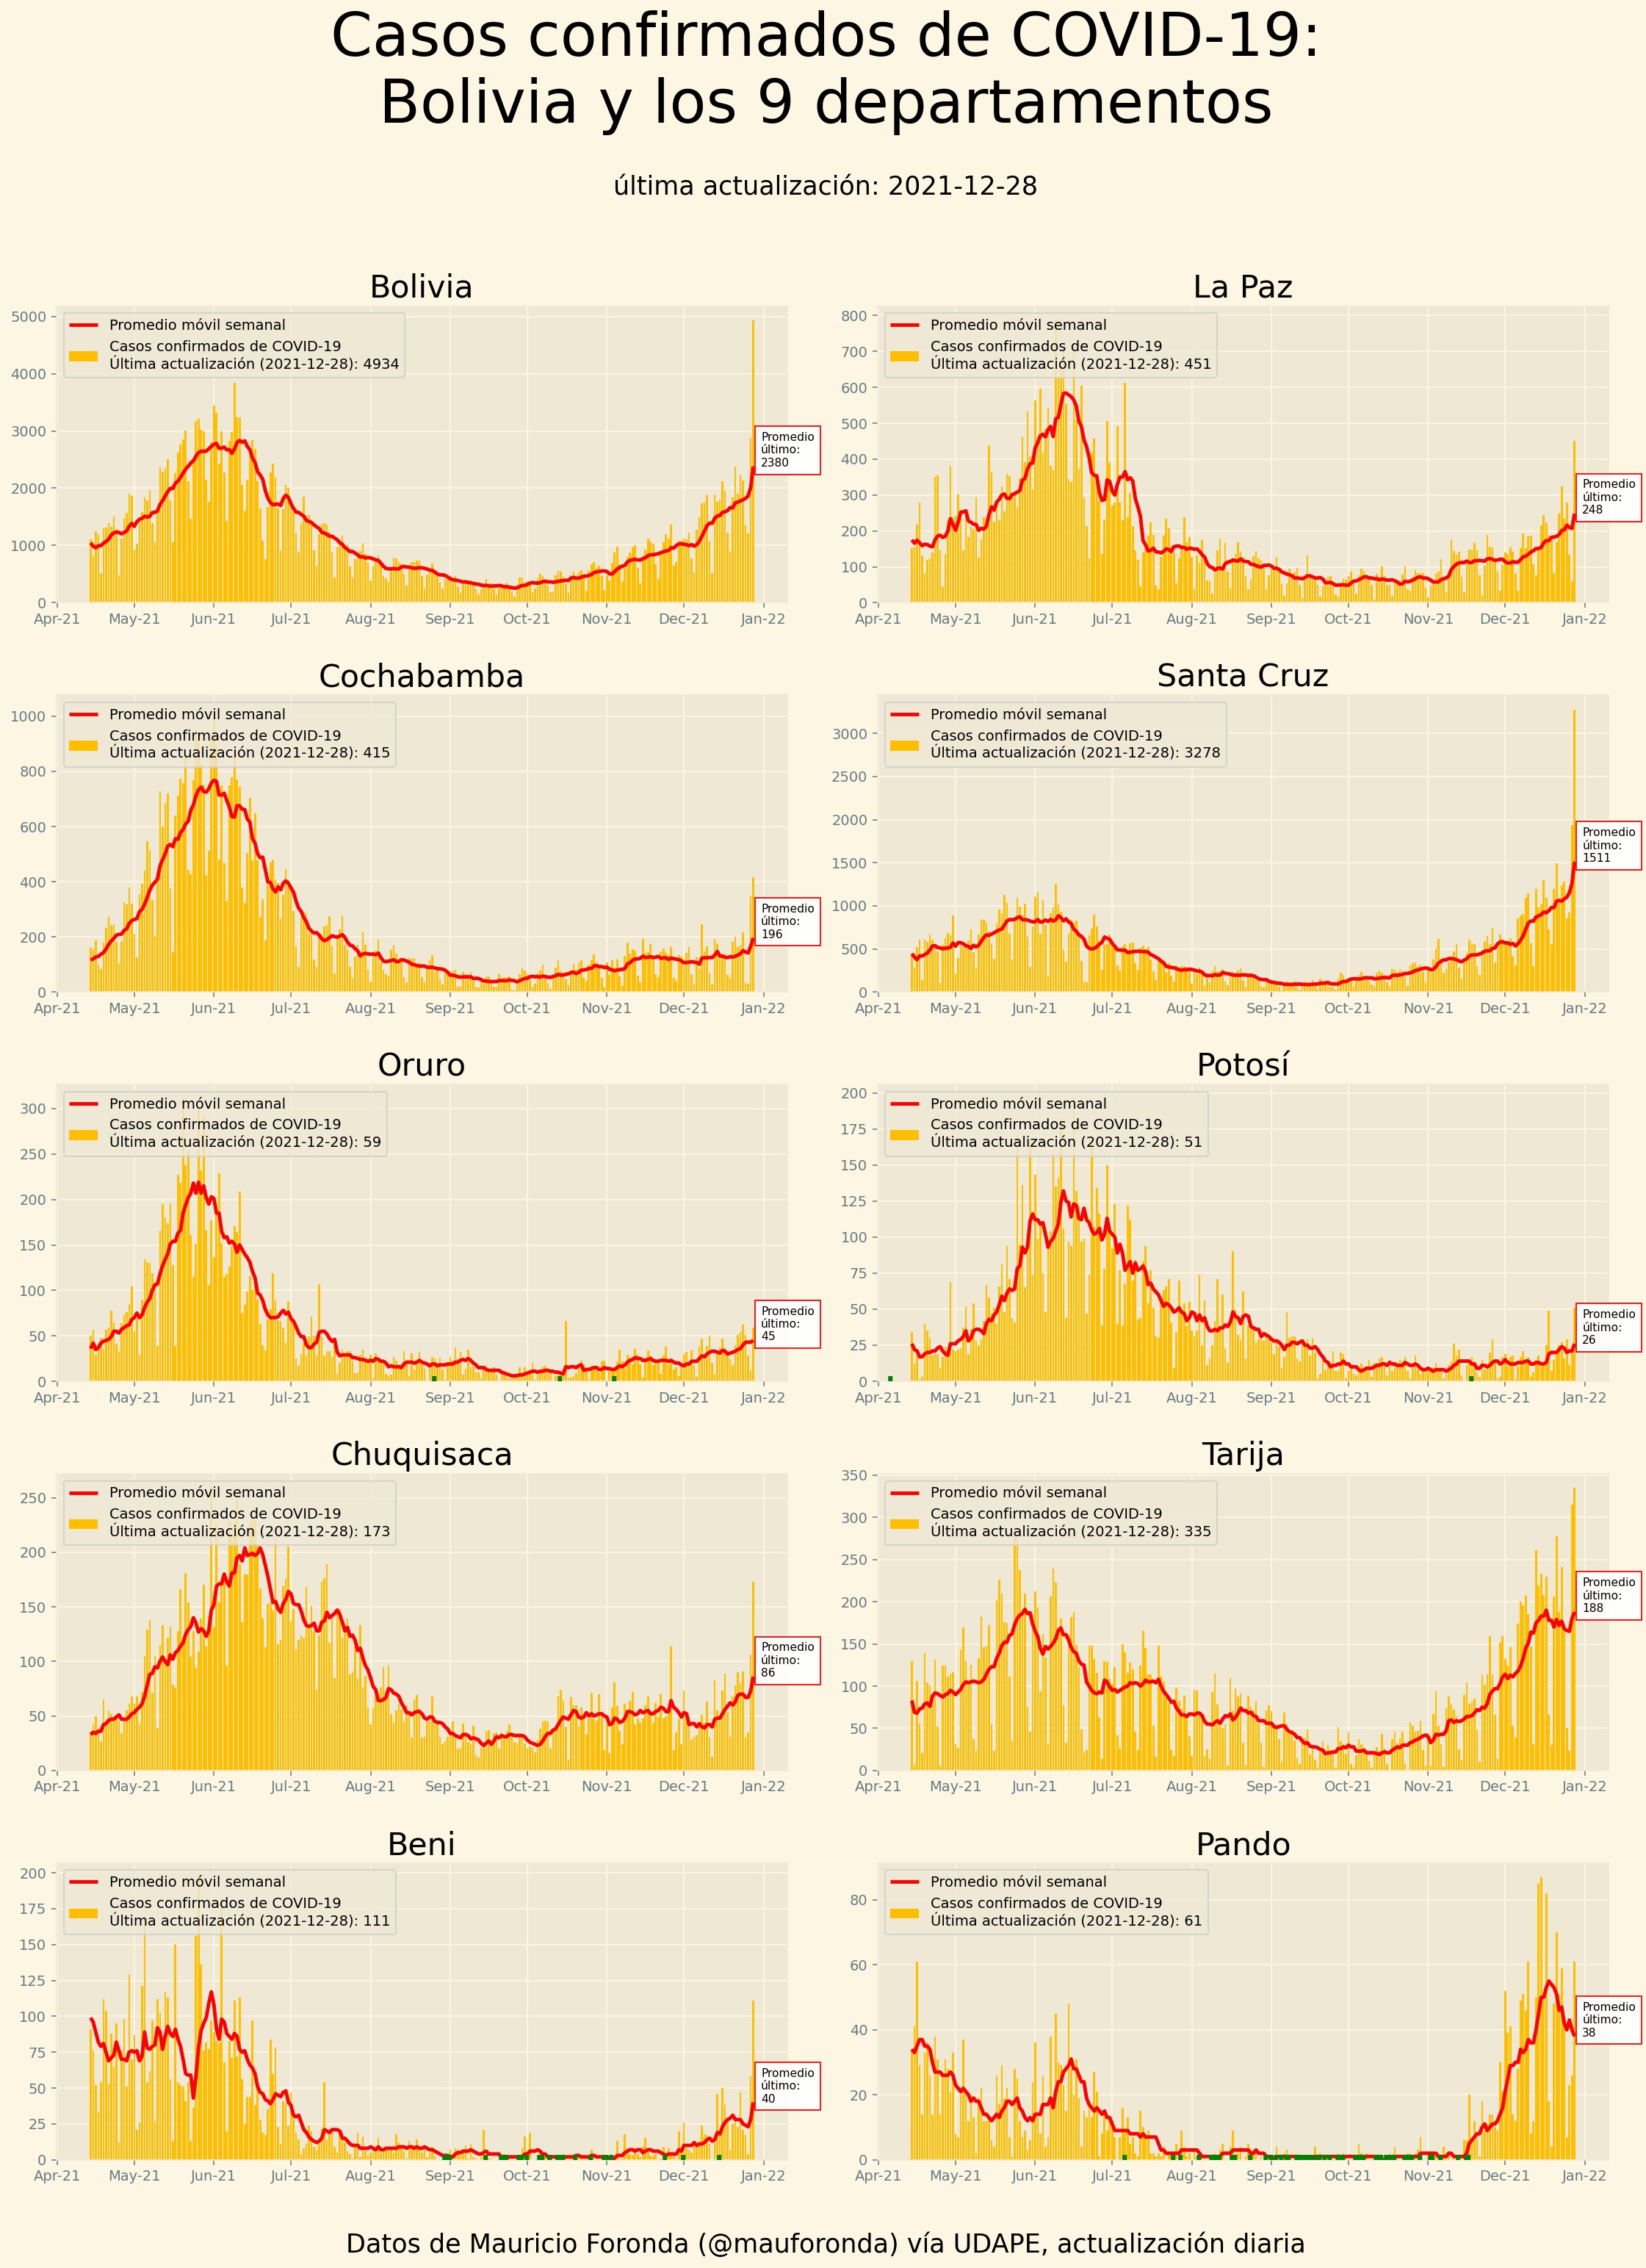 Casos confirmados de COVID-19:
Bolivia y los 9 departamentos
última actualización: 2021-12-28
Bolivia
Promedio móvil semanal
Casos confirmados de COVID-19
Última actualización (2021-12-28): 4934
5000
4000
3000
2000
1000
0
Promedio
último:
2380
Apr-21 May-21 Jun-21 Jul-21 Aug-21 Sep-21 Oct-21 Nov-21 Dec-21 Jan-22
La Paz
Promedio móvil semanal
Casos confirmados de COVID-19
Última actualización (2021-12-28): 451
800
700
600
500
400
300
200
100
0
Promedio
último:
248
Apr-21 May-21 Jun-21 Jul-21 Aug-21 Sep-21 Oct-21 Nov-21 Dec-21 Jan-22
Cochabamba
Promedio móvil semanal
Casos confirmados de COVID-19
Última actualización (2021-12-28): 415
1000
800
600
400
200
0
Promedio
último:
196
Apr-21 May-21 Jun-21 Jul-21 Aug-21 Sep-21 Oct-21 Nov-21 Dec-21 Jan-22
Santa Cruz
Promedio móvil semanal
Casos confirmados de COVID-19
Última actualización (2021-12-28): 3278
3000
2500
2000
1500
1000
500
0
Promedio
último:
1511
Apr-21 May-21 Jun-21 Jul-21 Aug-21 Sep-21 Oct-21 Nov-21 Dec-21 Jan-22
Oruro
Promedio móvil semanal
Casos confirmados de COVID-19
Última actualización (2021-12-28): 59
300
250
200
150
100
50
0
Promedio
último:
45
Apr-21 May-21 Jun-21 Jul-21 Aug-21 Sep-21 Oct-21 Nov-21 Dec-21 Jan-22
Potosí
Promedio móvil semanal
Casos confirmados de COVID-19
Última actualización (2021-12-28): 51
200
175
150
125
100
75
50
25
0
Promedio
último:
26
Apr-21 May-21 Jun-21 Jul-21 Aug-21 Sep-21 Oct-21 Nov-21 Dec-21 Jan-22
Chuquisaca
Promedio móvil semanal
Casos confirmados de COVID-19
Última actualización (2021-12-28): 173
250
200
150
100
50
0
Promedio
último:
86
Apr-21 May-21 Jun-21 Jul-21 Aug-21 Sep-21 Oct-21 Nov-21 Dec-21 Jan-22
Tarija
Promedio móvil semanal
Casos confirmados de COVID-19
Última actualización (2021-12-28): 335
350
300
250
200
150
100
50
0
Promedio
último:
188
Apr-21 May-21 Jun-21 Jul-21 Aug-21 Sep-21 Oct-21 Nov-21 Dec-21 Jan-22
Beni
Promedio móvil semanal
Casos confirmados de COVID-19
Última actualización (2021-12-28): 111
200
175
150
125
100
75
50
25
0
Promedio
último:
40
Apr-21 May-21 Jun-21 Jul-21 Aug-21 Sep-21 Oct-21 Nov-21 Dec-21 Jan-22
Pando
Promedio móvil semanal
Casos confirmados de COVID-19
Última actualización (2021-12-28): 61
80
60
40
20
0
Promedio
último:
38
Apr-21 May-21 Jun-21 Jul-21 Aug-21 Sep-21 Oct-21 Nov-21 Dec-21 Jan-22
Datos de Mauricio Foronda (@mauforonda) vía UDAPE, actualización diaria